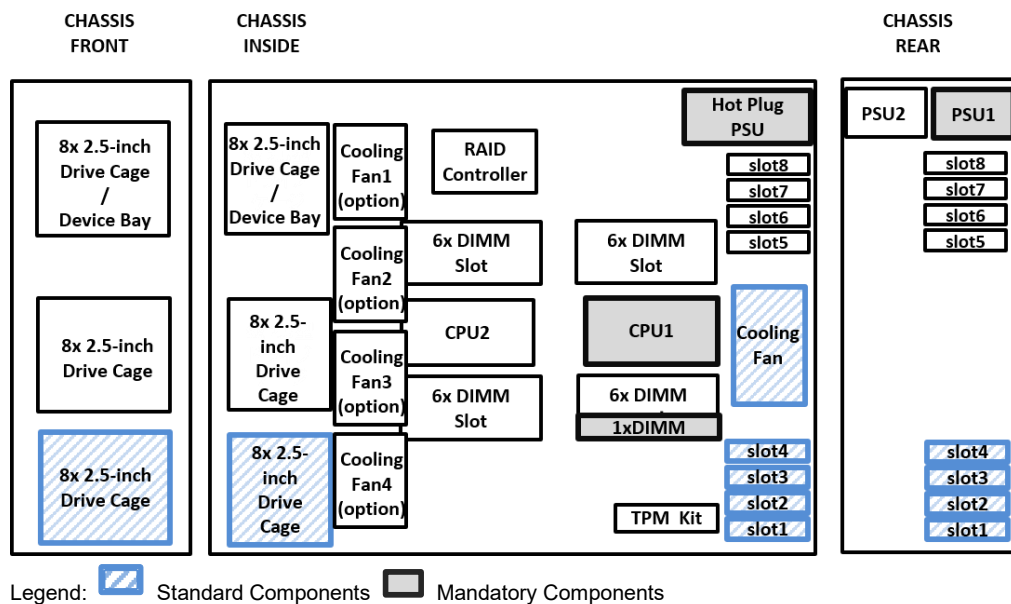 CHASSIS
FRONT
CHASSIS
INSIDE
CHASSIS
REAR
8x 2.5-inch
Drive Cage
/
Device Bay
8x 2.5-inch
Drive Cage
8x 2.5-inch
Drive Cage
8x 2.5-inch
Drive Cage
/
Device Bay
8x 2.5-
inch
Drive
Cage
8x 2.5-
inch
Drive
Cage
Cooling
Fan1
(option)
Cooling
Fan2
(option)
Cooling
Fan3
(option)
Cooling
Fan4
(option)
RAID
Controller
6x DIMM
Slot
CPU2
6x DIMM
Slot
6x DIMM
Slot
CPU1
6x DIMM
1xDIMM
TPM Kit
Hot Plug
PSU
slot8
slot7
slot6
slot5
Cooling
Fan
slot4
slot3
slot2
slot1
PSU2
PSU1
slot8
slot7
slot6
slot5
slot4
slot3
slot2
slot1
Legend: Standard Components Mandatory Components